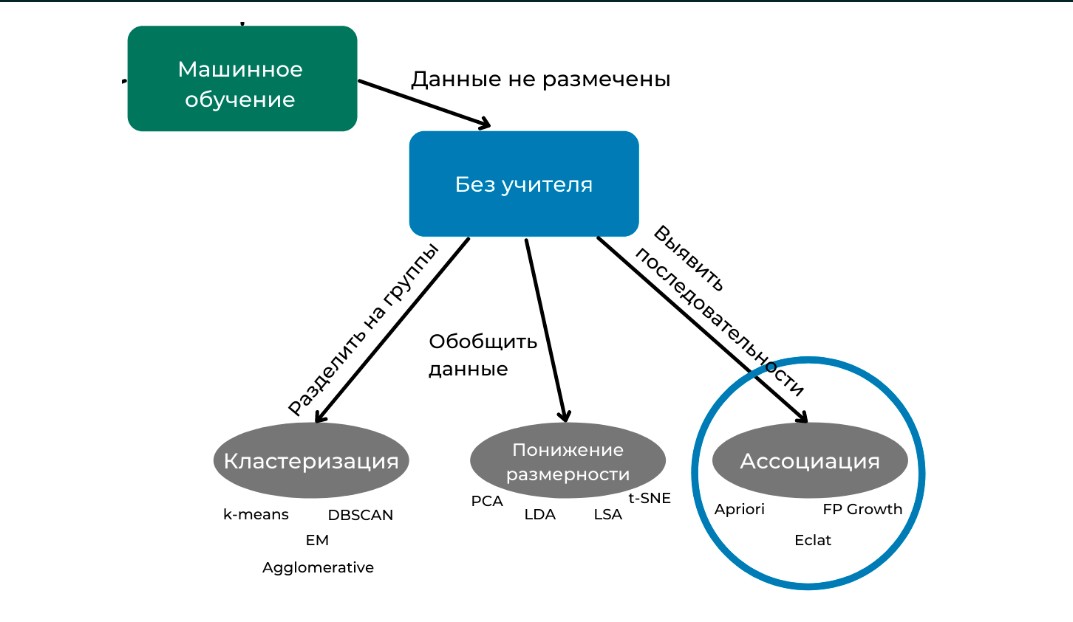 Машинное
обучение
Данные не размечены
Без учителя
Разделить на группы
Обобщить
данные
Выявить
последовательности
Кластеризация
k-means
DBSCAN
EM
Agglomerative
Понижение
размерности
PCA
LDA
LSA
t-SNE
Ассоциация
Apriori
FP Growth
Eclat